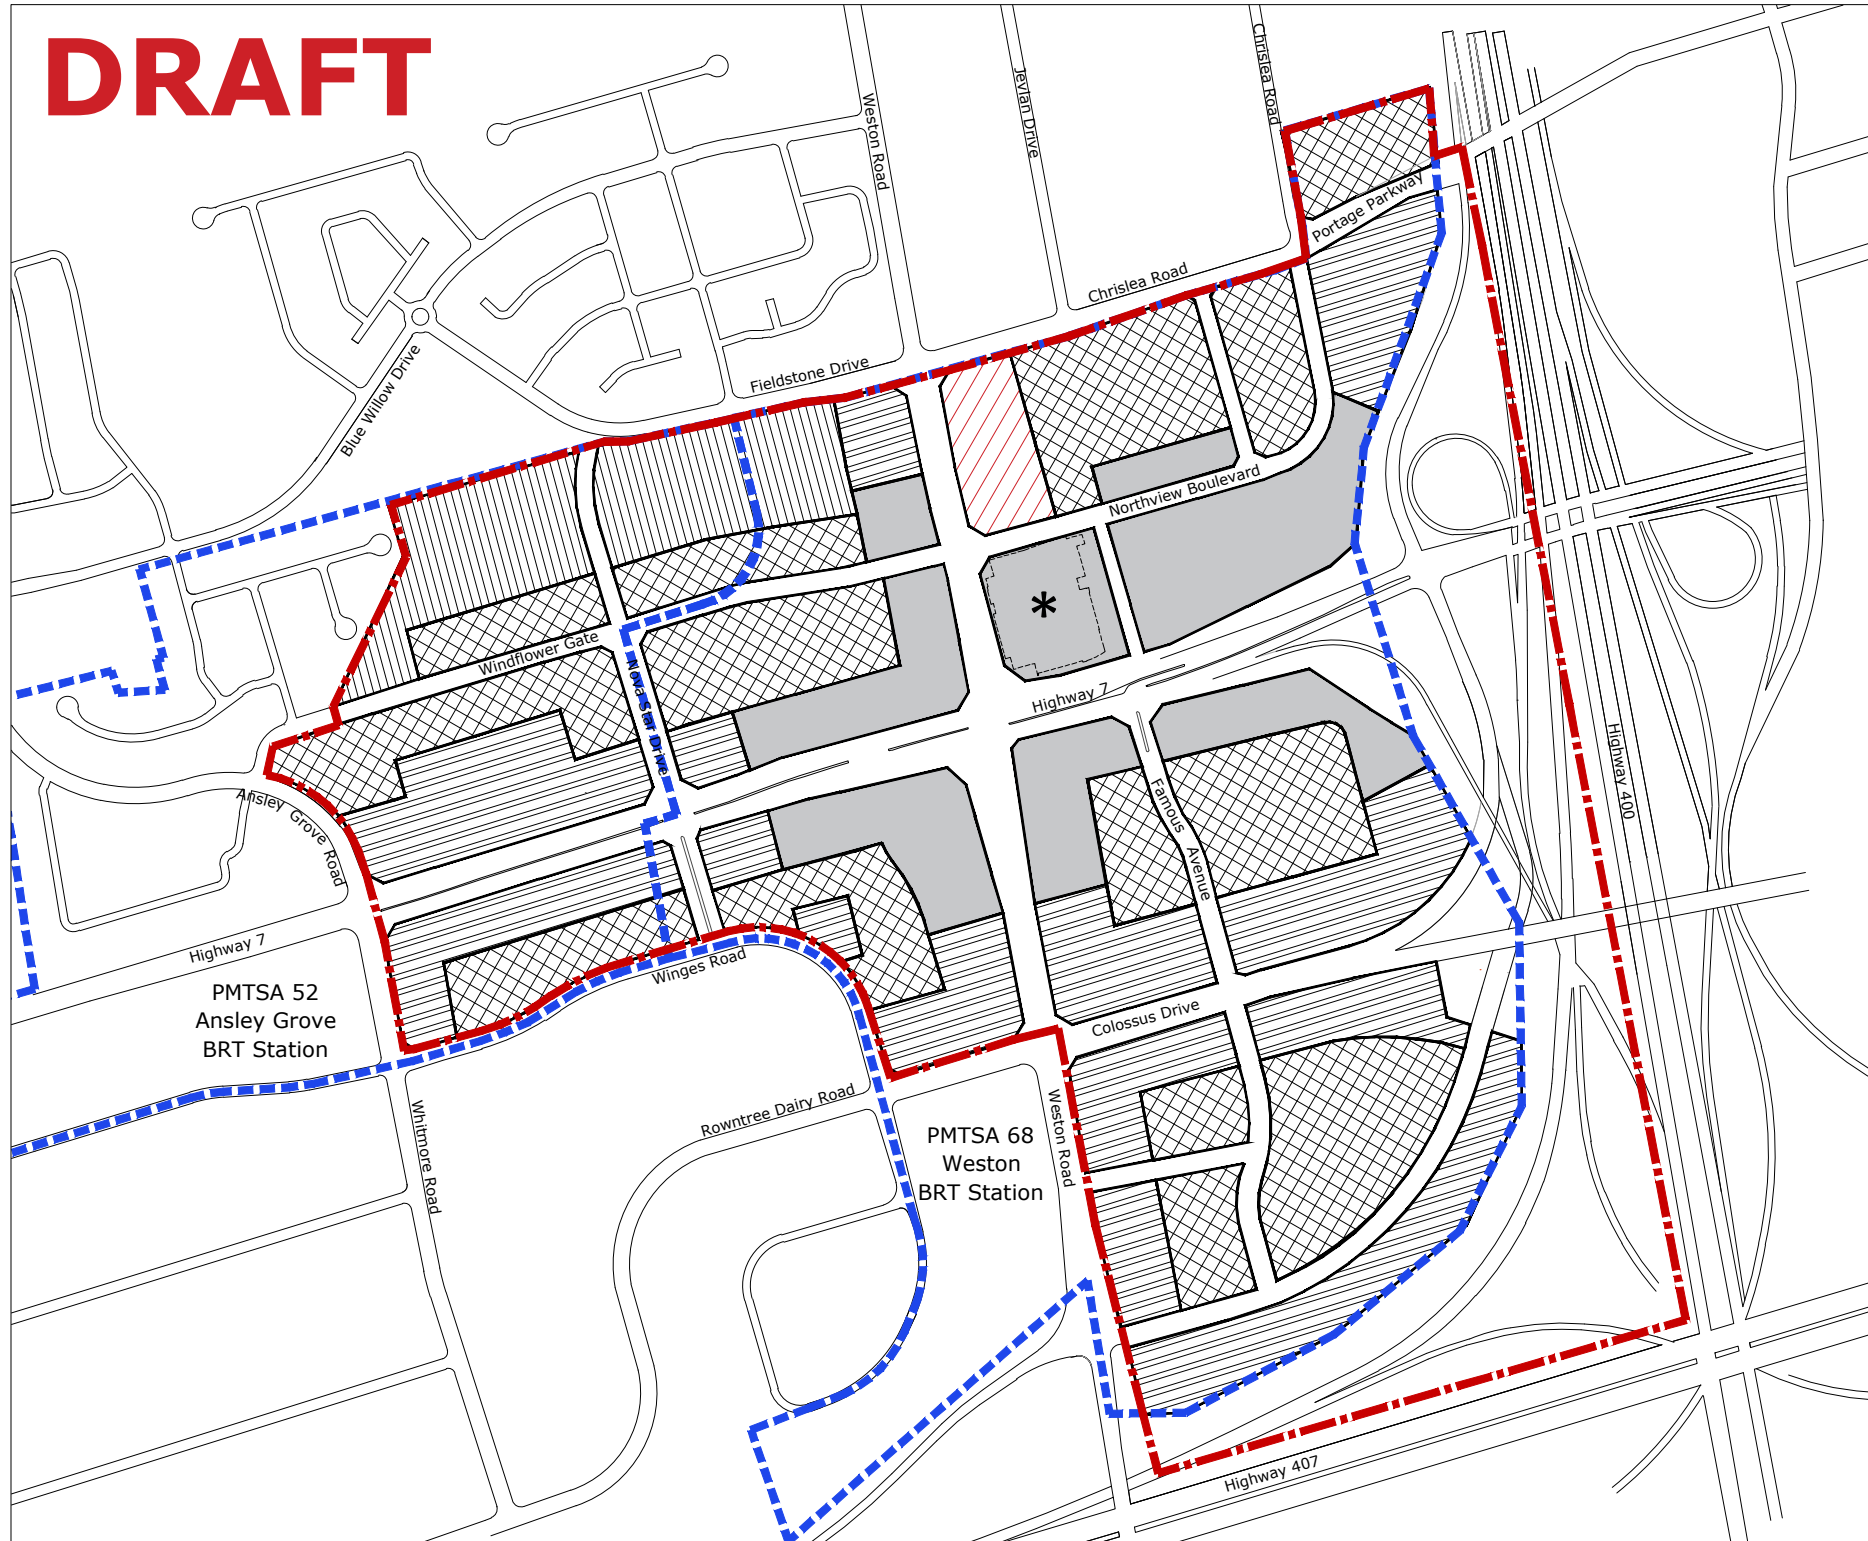 DRAFT
Weston Road
Jevlan Drive
Chrislea Road
Portage Parkway
Chrislea Road
Fieldstone Drive
Blue Willow Drive
Northview Boulevard
*
Windflower Gate
Nova Star Drive
Highway 7
Highway 400
Famous
Avenue
Ansley Grove
Road
Highway 7
Winges Road
PMTSA 52
Ansley Grove
BRT Station
Colossus Drive
Whitmore Road
Rowntree Dairy Road
PMTSA 68
Weston
BRT Station
Weston Road
Highway 407